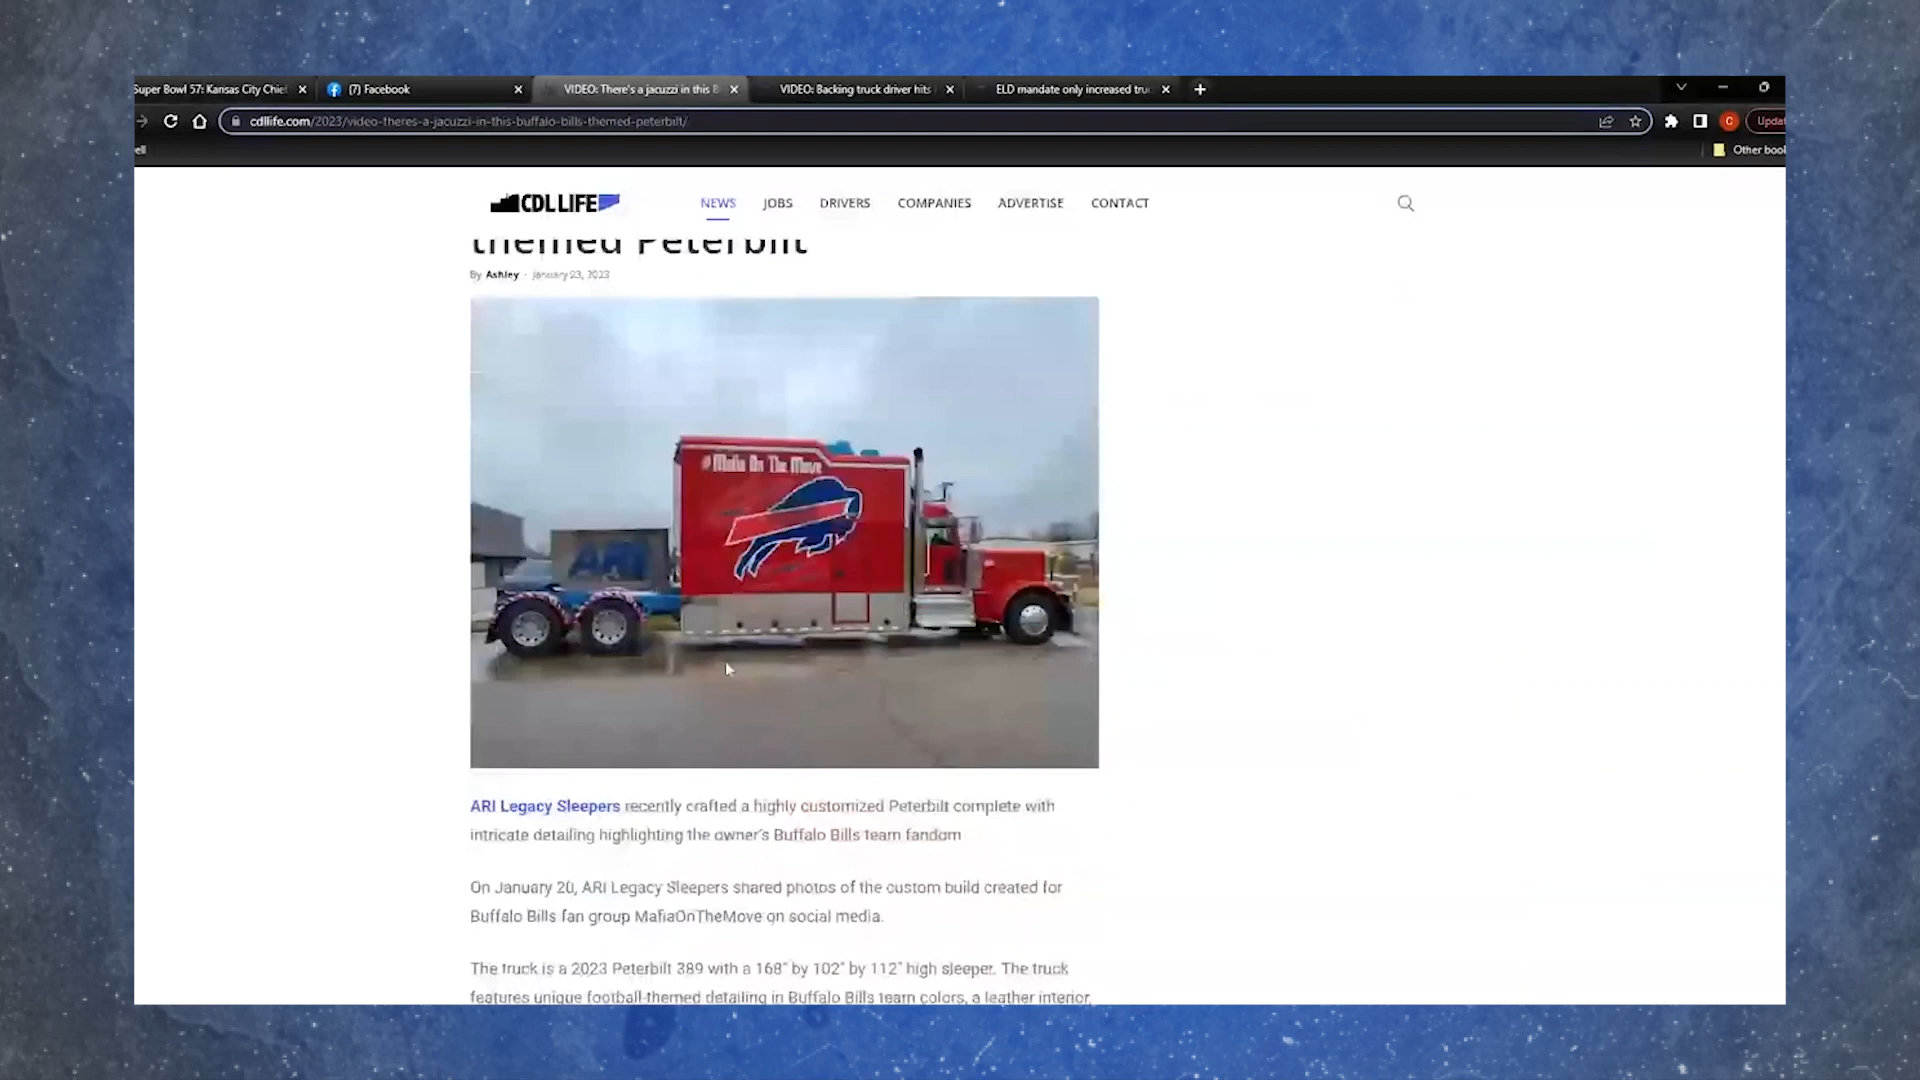 Super Bowl 57: Kansas City Chief
(7) Facebook
VIDEO: There's a jacuzzi in this B
VIDEO: Backing truck driver hits
ELD mandate only increased tru
cdllife.com/2023/video-theres-a-jacuzzi-in-this-buffalo-bills-themed-peterbilt/
C
Updat
ell
Other bool
CDL LIFE
NEWS
JOBS
DRIVERS
COMPANIES
ADVERTISE
CONTACT
themed Peterbilt
By Ashley - January 23, 2023
#Mafia On The Move
ARI
ARI Legacy Sleepers recently crafted a highly customized Peterbilt complete with
intricate detailing highlighting the owner's Buffalo Bills team fandom
On January 20, ARI Legacy Sleepers shared photos of the custom build created for
Buffalo Bills fan group MafiaOnTheMove on social media.
The truck is a 2023 Peterbilt 389 with a 168" by 102" by 112" high sleeper. The truck
features unique football-themed detailing in Buffalo Bills team colors, a leather interior,